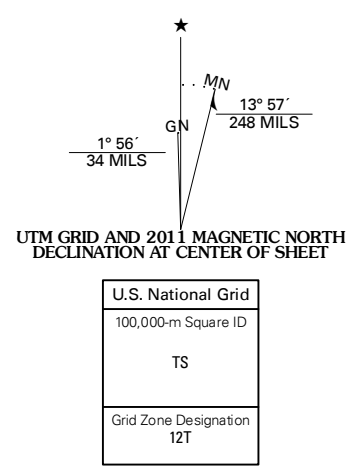 ★
MN
GN
13° 57´
248 MILS
1° 56´
34 MILS
UTM GRID AND 2011 MAGNETIC NORTH
DECLINATION AT CENTER OF SHEET
U.S. National Grid
100,000-m Square ID
TS
Grid Zone Designation
12T